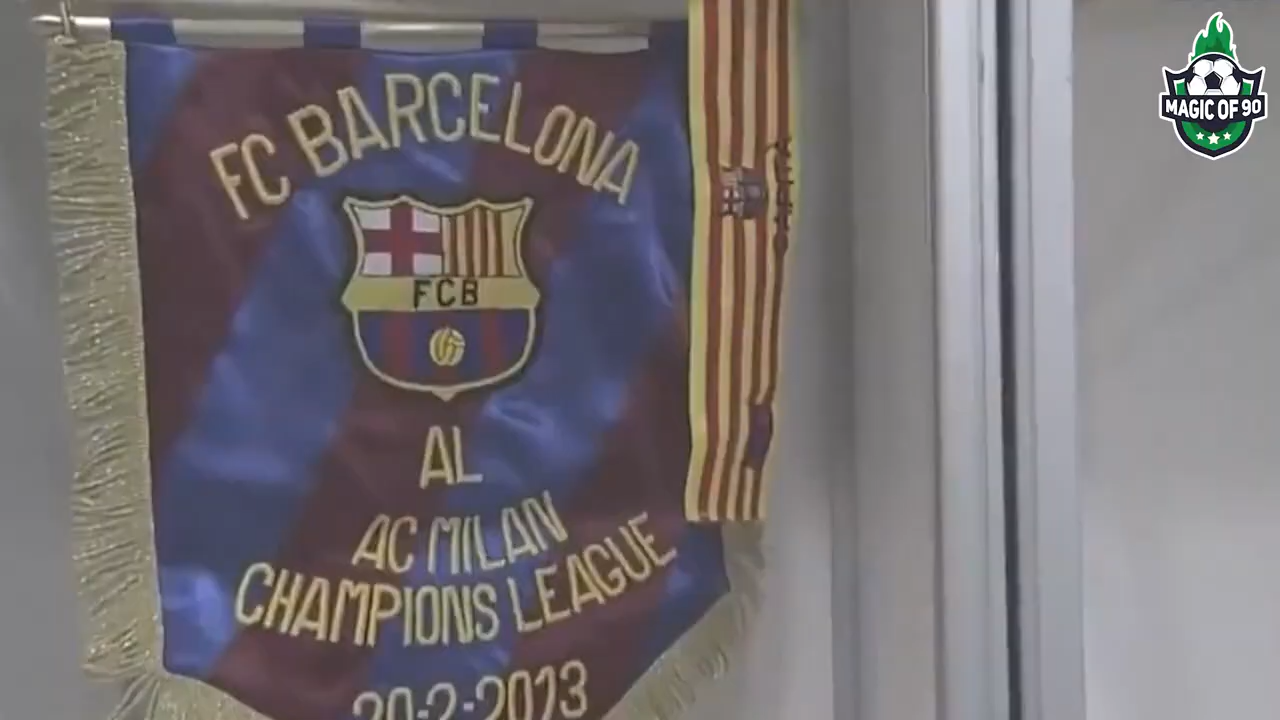 FC BARCELONA
FCB
AL
AC MILAN
CHAMPIONS LEAGUE
20-2-2013
MAGIC OF 90